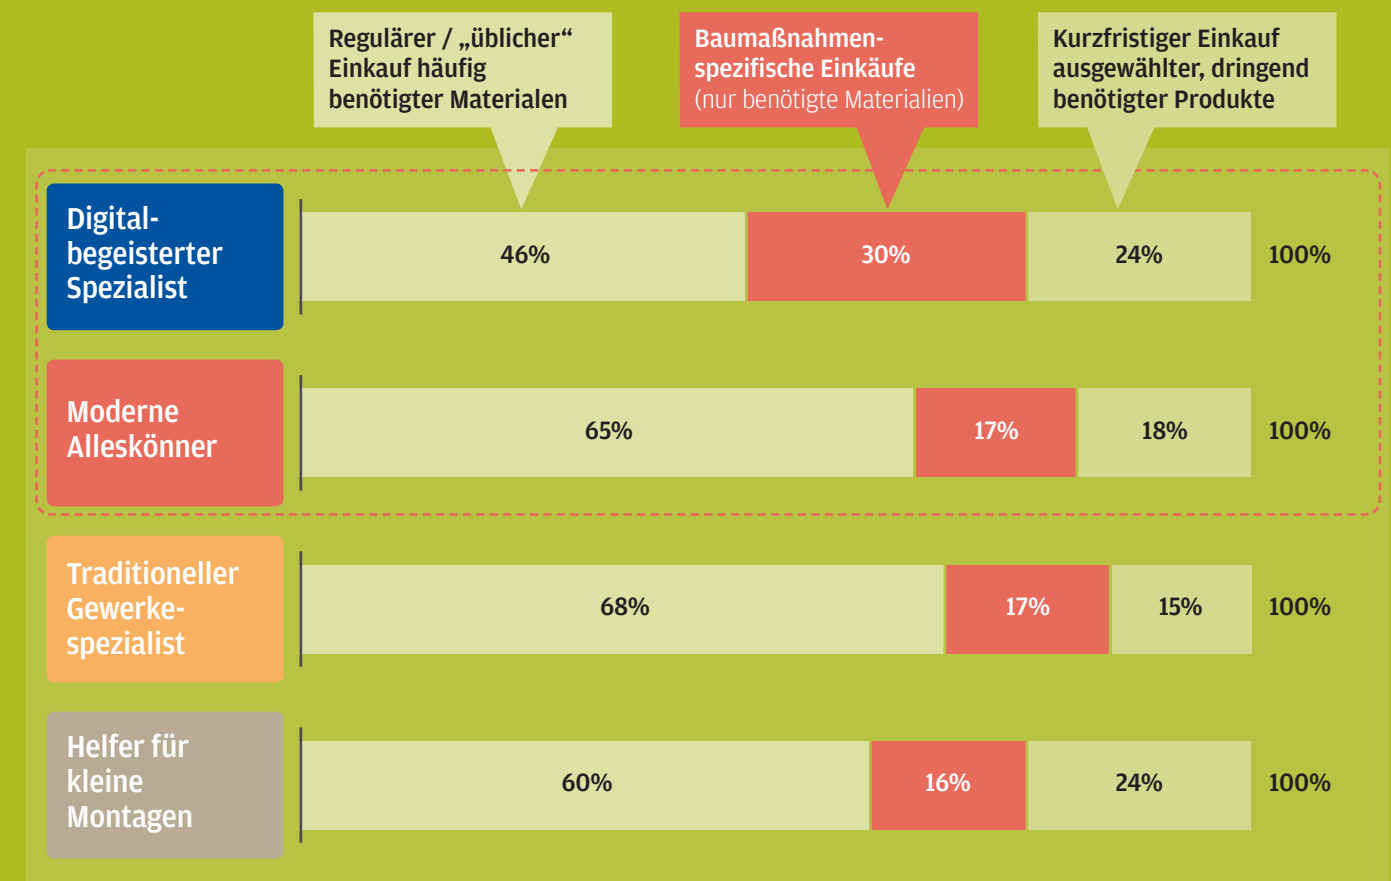 Regulärer / „üblicher“
Einkauf häufig
benötigter Materialen
Baumaßnahmen-
spezifische Einkäufe
(nur benötigte Materialien)
Kurzfristiger Einkauf
ausgewählter, dringend
benötigter Produkte
Digital-
begeisterter
Spezialist
46%
30%
24%
100%
Moderne
Alleskönner
65%
17%
18%
100%
Traditioneller
Gewerke-
spezialist
68%
17%
15%
100%
Helfer für
kleine
Montagen
60%
16%
24%
100%